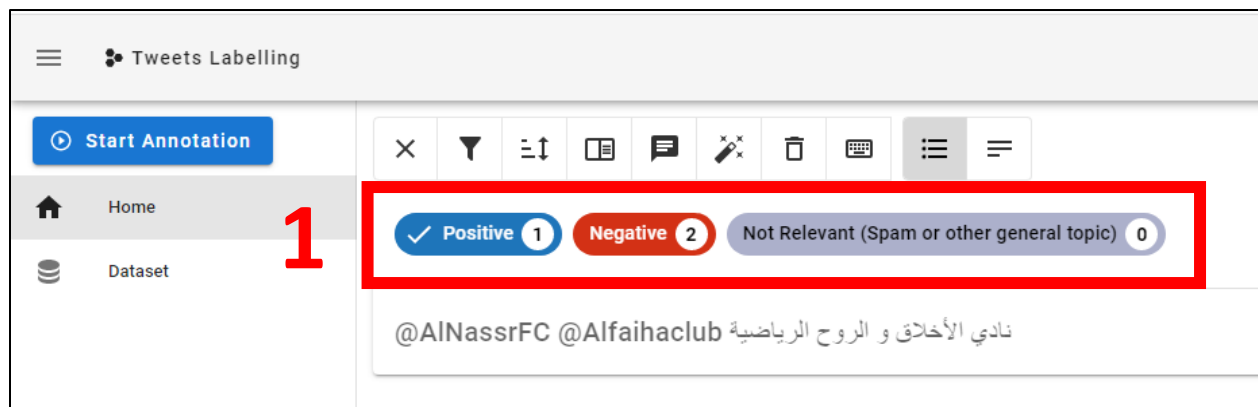 Tweets Labelling
Start Annotation
Home
Dataset
1
Positive 1
Negative 2
Not Relevant (Spam or other general topic) 0
@AlNassrFC @Alfaihaclub نادي الأخلاق و الروح الرياضية